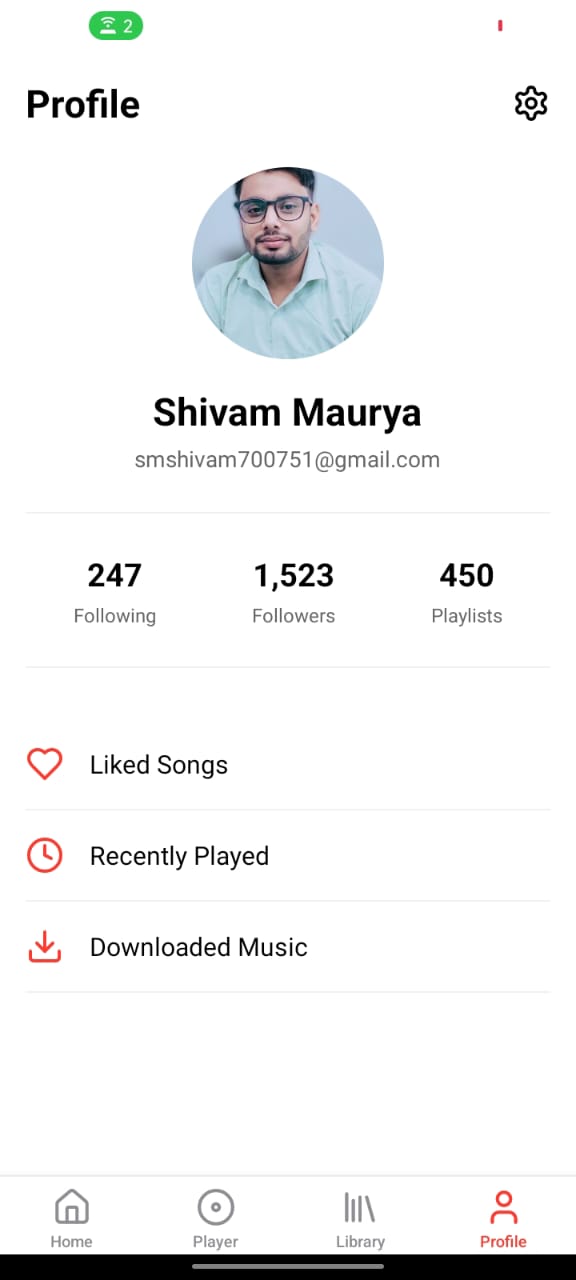 2
Profile
Shivam Maurya
smshivam700751@gmail.com
247 1,523 450
Following Followers Playlists
Liked Songs
Recently Played
Downloaded Music
Home Player Library Profile